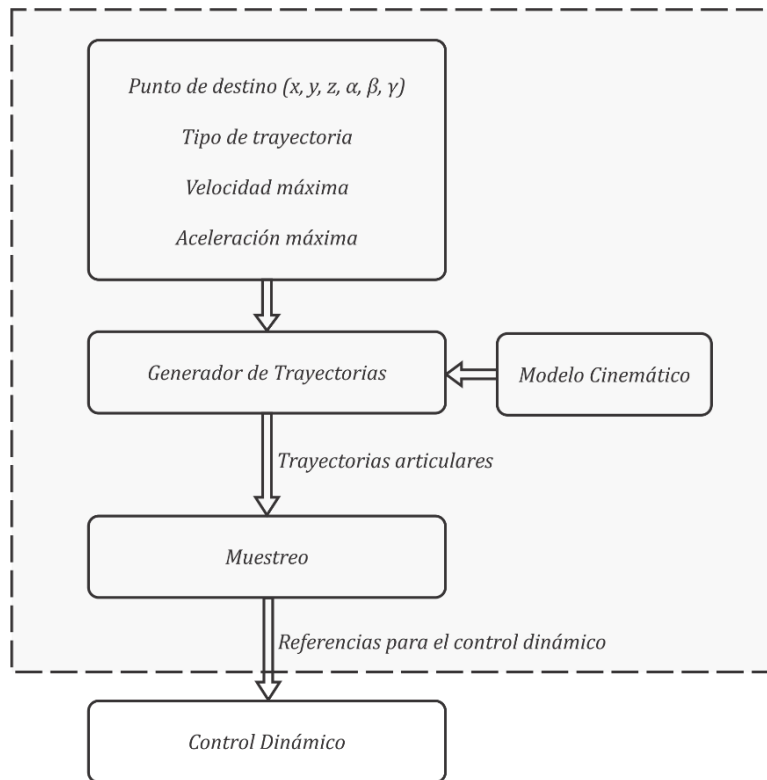 Punto de destino (x, y, z, α, β, γ)
Tipo de trayectoria
Velocidad máxima
Aceleración máxima
Generador de Trayectorias
Modelo Cinemático
Trayectorias articulares
Muestreo
Referencias para el control dinámico
Control Dinámico